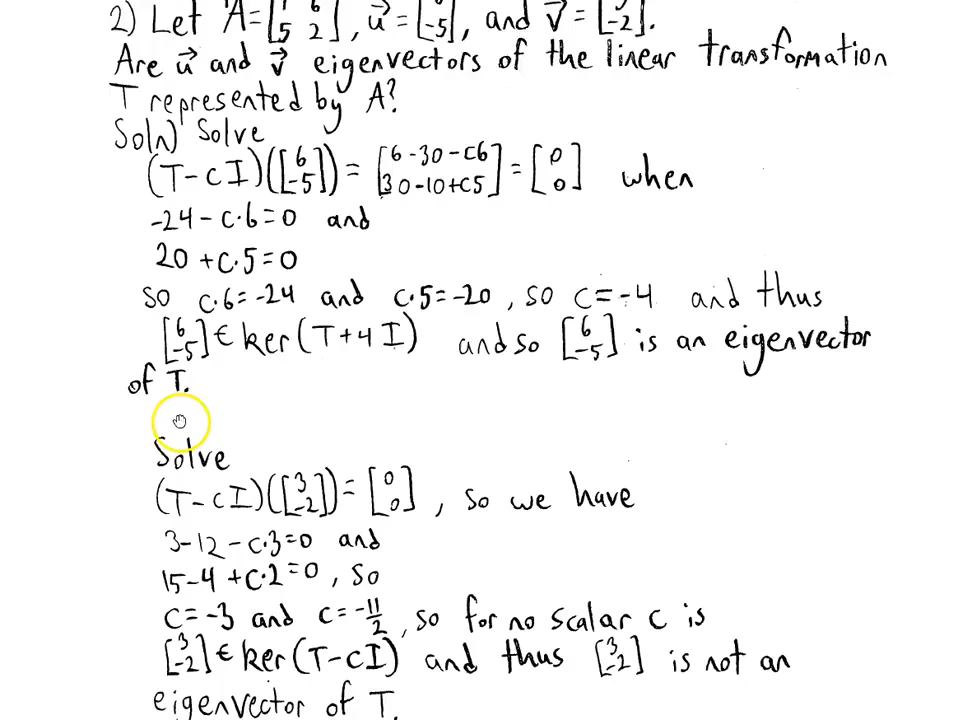 2) Let A=[1 6 5 2], u⃗=[6 -5], and v⃗=[3 -2].
Are u⃗ and v⃗ eigenvectors of the linear transformation
T represented by A?
Soln) Solve
(T-cI)([6 -5])=[6-30-c6 30-10+c5]=[0 0] when
-24-c·6=0 and
20+c·5=0
so c·6=-24 and c·5=-20, so c=-4 and thus
[6 -5]∈ker(T+4I) and so [6 -5] is an eigenvector
of T.
Solve
(T-cI)([3 -2])=[0 0], so we have
3-12-c·3=0 and
15-4+c·2=0, so
c=-3 and c=-11/2, so for no scalar c is
[3 -2]∈ker(T-cI) and thus [3 -2] is not an
eigenvector of T.